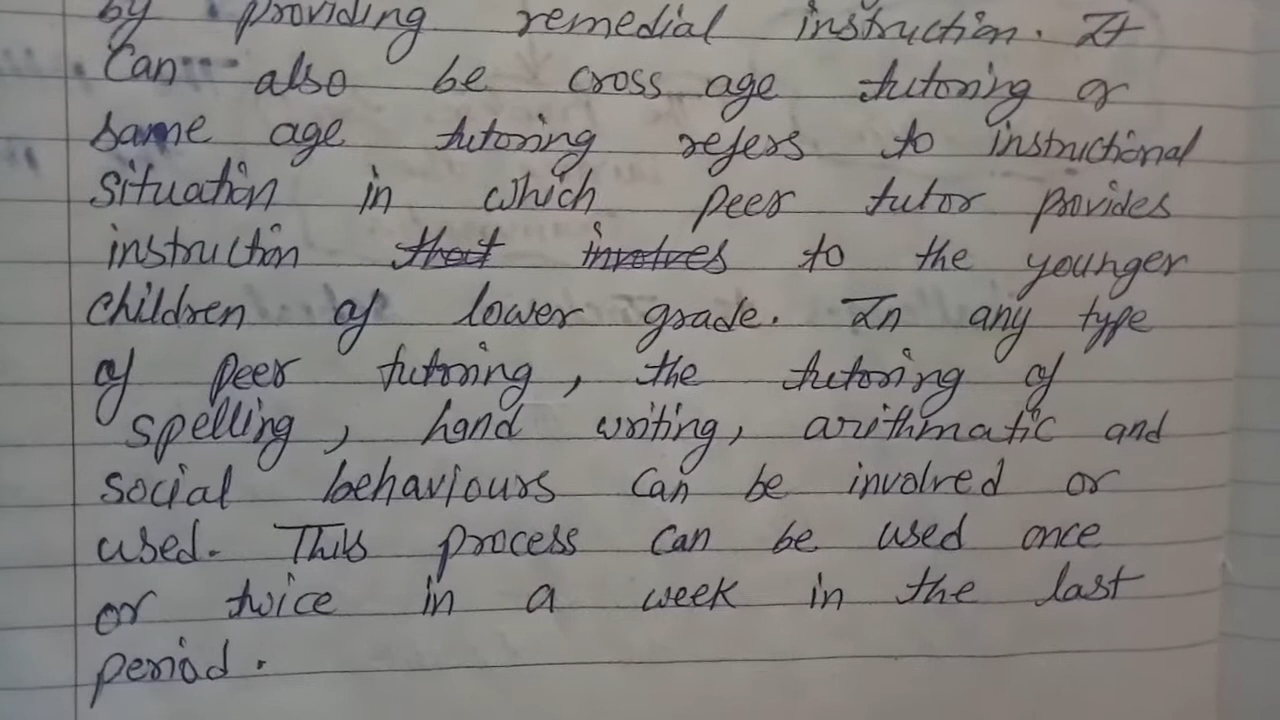 by providing remedial instruction. It
Can also be cross age tutoring or
same age tutoring refers to instructional
situation in which peer tutor provides
instruction that involves to the younger
children of lower grade. In any type
of peer tutoring, the tutoring of
spelling, hand writing, arithmatic and
social behaviours can be involved or
used. This process can be used once
or twice in a week in the last
period.